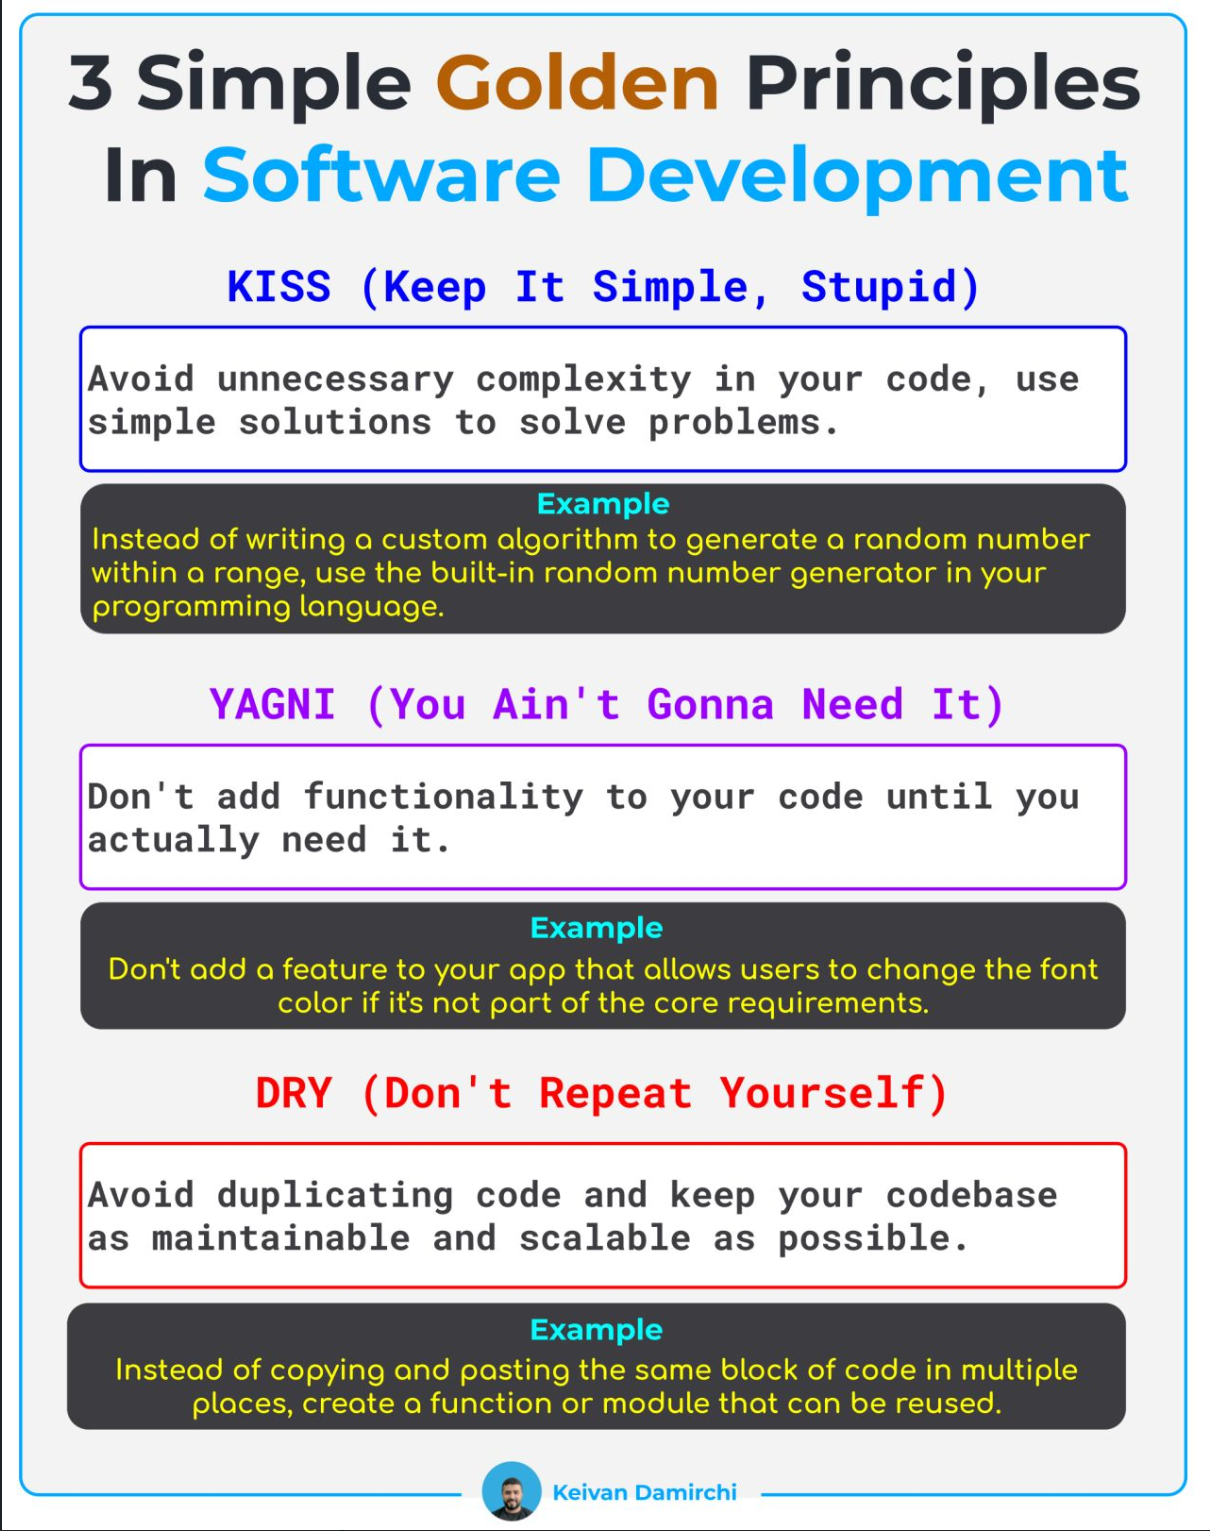 3 Simple Golden Principles
In Software Development
KISS (Keep It Simple, Stupid)
Avoid unnecessary complexity in your code, use
simple solutions to solve problems.
Example
Instead of writing a custom algorithm to generate a random number
within a range, use the built-in random number generator in your
programming language.
YAGNI (You Ain't Gonna Need It)
Don't add functionality to your code until you
actually need it.
Example
Don't add a feature to your app that allows users to change the font
color if it's not part of the core requirements.
DRY (Don't Repeat Yourself)
Avoid duplicating code and keep your codebase
as maintainable and scalable as possible.
Example
Instead of copying and pasting the same block of code in multiple
places, create a function or module that can be reused.
Keivan Damirchi